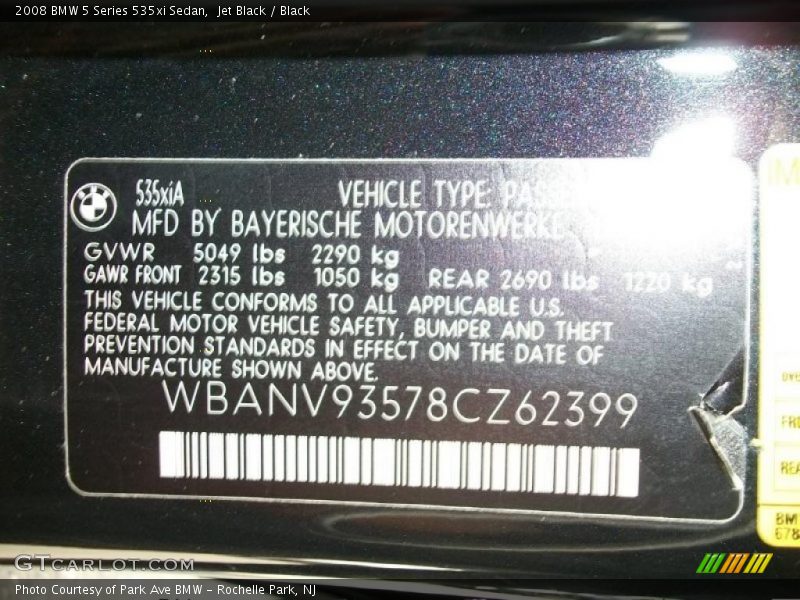 2008 BMW 5 Series 535xi Sedan, Jet Black / Black
BMW
535xiA
VEHICLE TYPE
MFD BY BAYERISCHE MOTORENWERKE
GVWR 5049 lbs 2290 kg
GAWR FRONT 2315 lbs 1050 kg REAR 2690 lbs 1220 kg
THIS VEHICLE CONFORMS TO ALL APPLICABLE U.S.
FEDERAL MOTOR VEHICLE SAFETY, BUMPER AND THEFT
PREVENTION STANDARDS IN EFFECT ON THE DATE OF
MANUFACTURE SHOWN ABOVE.
WBANV93578CZ62399
GTCARLOT.COM
Photo Courtesy of Park Ave BMW - Rochelle Park, NJ